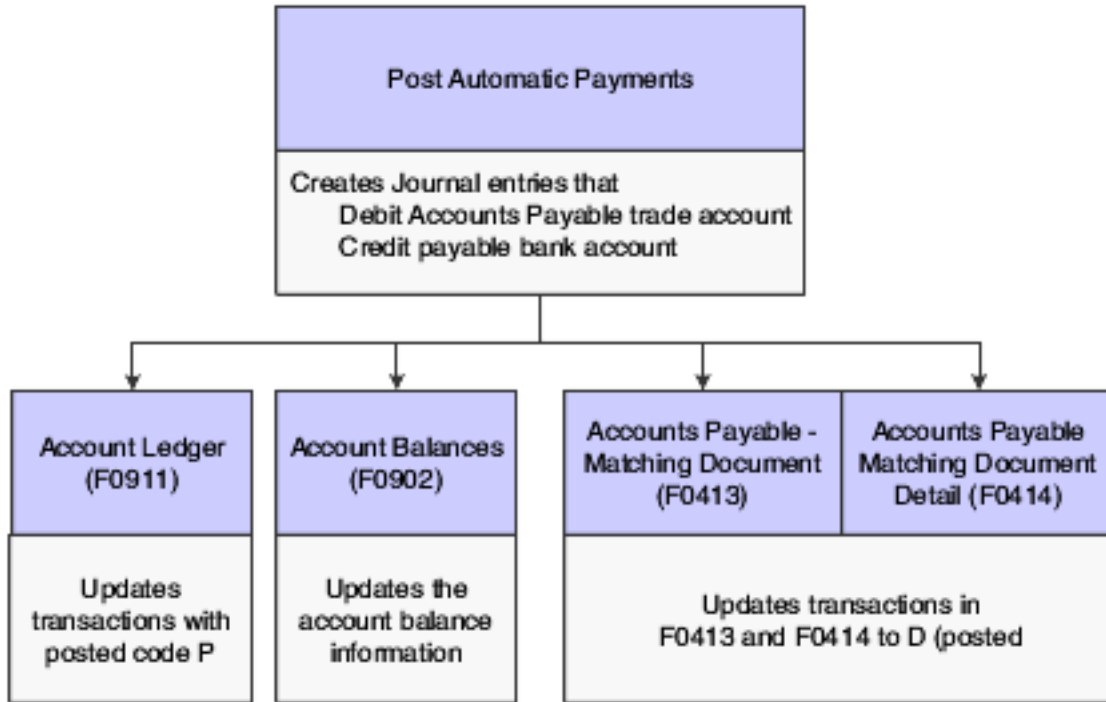 Post Automatic Payments
Creates Journal entries that
Debit Accounts Payable trade account
Credit payable bank account
Account Ledger
(F0911)
Updates
transactions with
posted code P
Account Balances
(F0902)
Updates the
account balance
information
Accounts Payable -
Matching Document
(F0413)
Accounts Payable
Matching Document
Detail (F0414)
Updates transactions in
F0413 and F0414 to D (posted